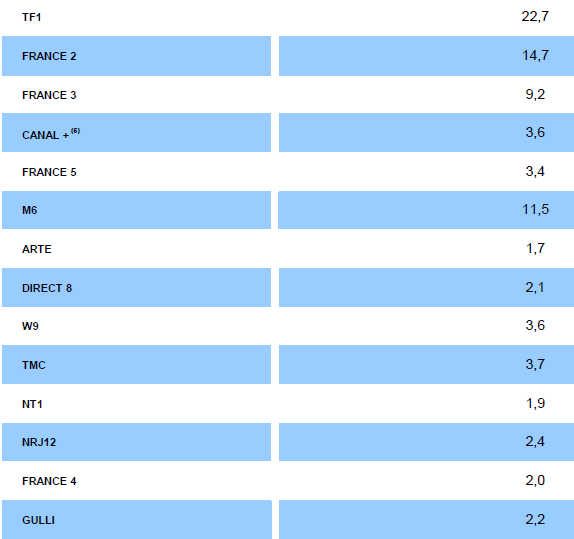 TF1 22,7
FRANCE 2 14,7
FRANCE 3 9,2
CANAL + (5) 3,6
FRANCE 5 3,4
M6 11,5
ARTE 1,7
DIRECT 8 2,1
W9 3,6
TMC 3,7
NT1 1,9
NRJ12 2,4
FRANCE 4 2,0
GULLI 2,2